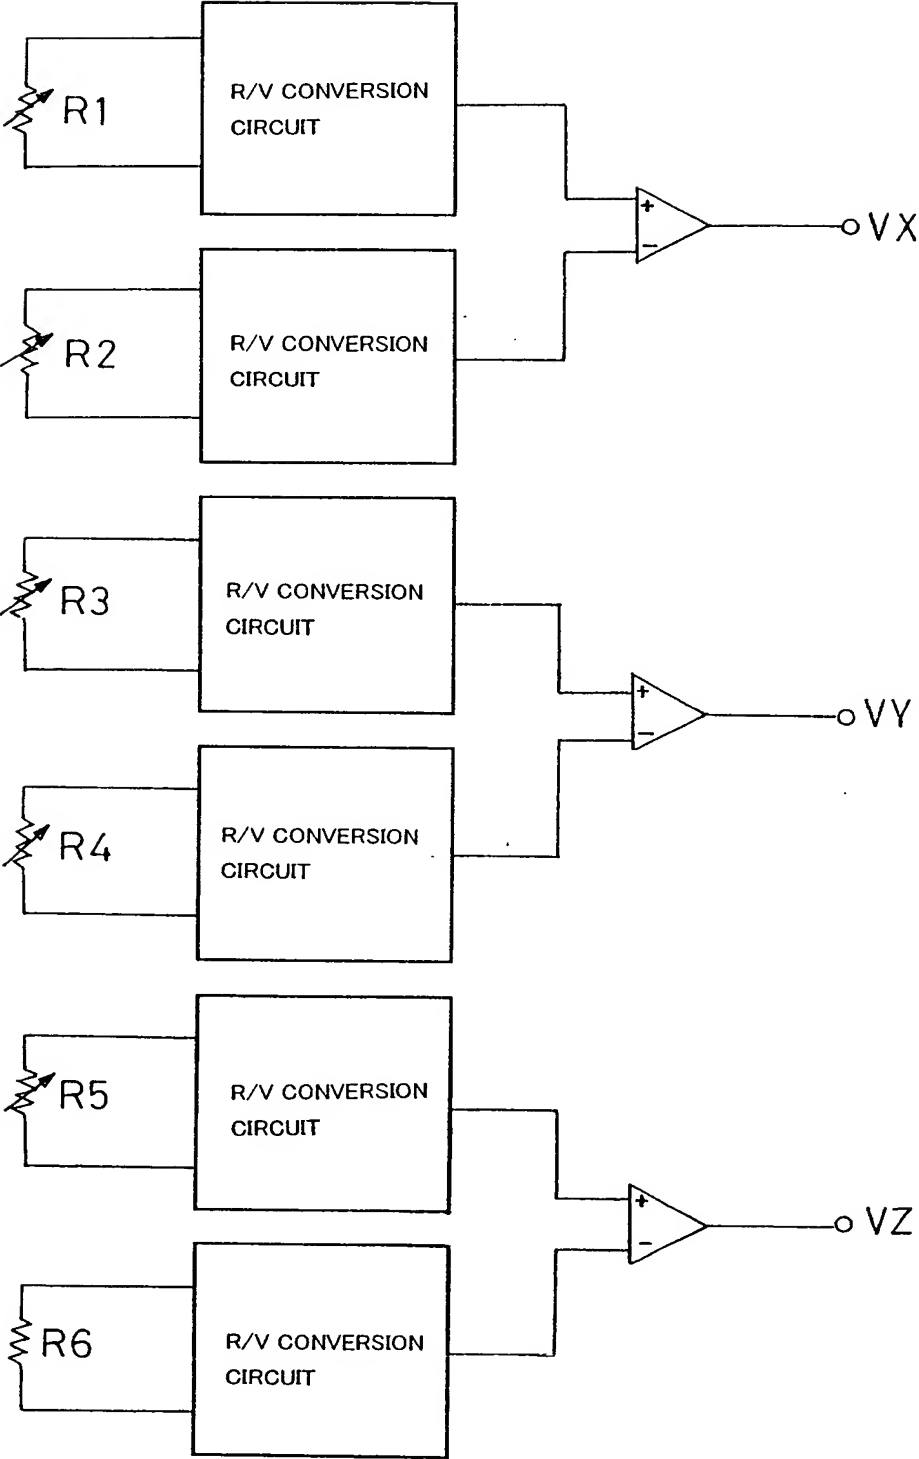 R1
R/V CONVERSION
CIRCUIT
+
−
VX
R2
R/V CONVERSION
CIRCUIT
R3
R/V CONVERSION
CIRCUIT
+
−
VY
R4
R/V CONVERSION
CIRCUIT
R5
R/V CONVERSION
CIRCUIT
+
−
VZ
R6
R/V CONVERSION
CIRCUIT